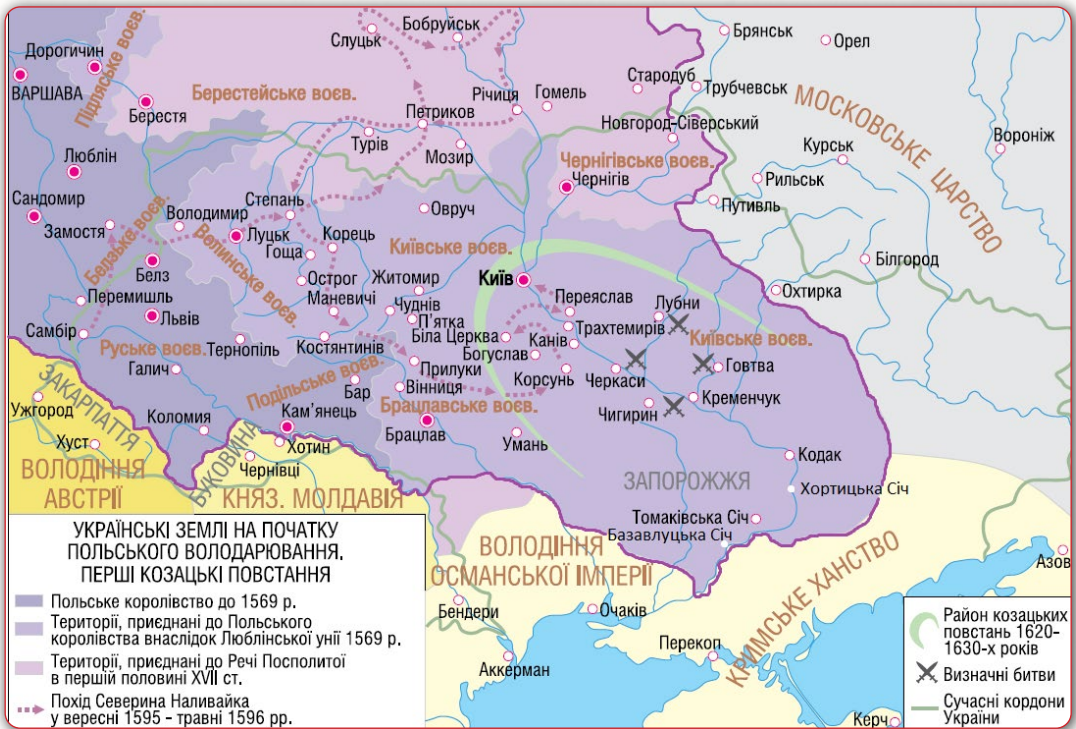 Дорогичин
Слуцьк
Бобруйськ
Брянськ
Орел
ВАРШАВА
Підляське воєв.
Берестейське воєв.
Берестя
Стародуб
Трубчевськ
Річиця
Гомель
Петриков
Новгород-Сіверський
МОСКОВСЬКЕ ЦАРСТВО
Вороніж
Турів
Мозир
Курськ
Люблін
Чернігівське воєв.
Чернігів
Рильськ
Путивль
Сандомир
Замостя
Володимир
Степань
Овруч
Луцьк
Корець
Гоща
Київське воєв.
Белзьке воєв.
Волинське воєв.
Белз
Острог
Житомир
Київ
Білгород
Перемишль
Маневичі
Чуднів
Переяслав
Лубни
Охтирка
Львів
П'ятка
Біла Церква
Трахтемирів
Самбір
Руське воєв.
Тернопіль
Костянтинів
Канів
Київське воєв.
Богуслав
Галич
Прилуки
Корсунь
Черкаси
Говтва
ЗАКАРПАТТЯ
Подільське воєв.
Бар
Вінниця
Кременчук
Ужгород
Брацлавське воєв.
Чигирин
Коломия
Кам'янець
Брацлав
Умань
Хуст
Хотин
Чернівці
БУКОВИНА
Кодак
ВОЛОДІННЯ
АВСТРІЇ
КНЯЗ. МОЛДАВІЯ
ЗАПОРОЖЖЯ
Хортицька Січ
Томаківська Січ
Базавлуцька Січ
ВОЛОДІННЯ
ОСМАНСЬКОЇ ІМПЕРІЇ
КРИМСЬКЕ ХАНСТВО
Азов
Бендери
Очаків
Перекоп
Аккерман
Керч
УКРАЇНСЬКІ ЗЕМЛІ НА ПОЧАТКУ
ПОЛЬСЬКОГО ВОЛОДАРЮВАННЯ.
ПЕРШІ КОЗАЦЬКІ ПОВСТАННЯ
Польське королівство до 1569 р.
Території, приєднані до Польського
королівства внаслідок Люблінської унії 1569 р.
Території, приєднані до Речі Посполитої
в першій половині XVII ст.
Похід Северина Наливайка
у вересні 1595 - травні 1596 рр.
Район козацьких
повстань 1620-
1630-х років
Визначні битви
Сучасні кордони
України